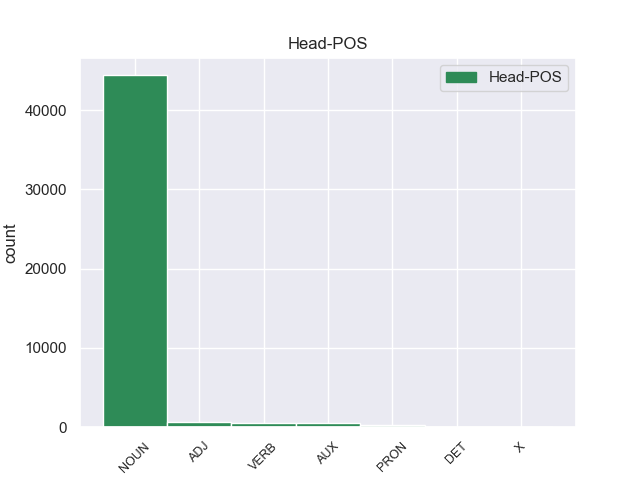 Head-POS
Head-POS
40000
30000
20000
10000
0
count
NOUN
ADJ
VERB
AUX
PRON
DET
X